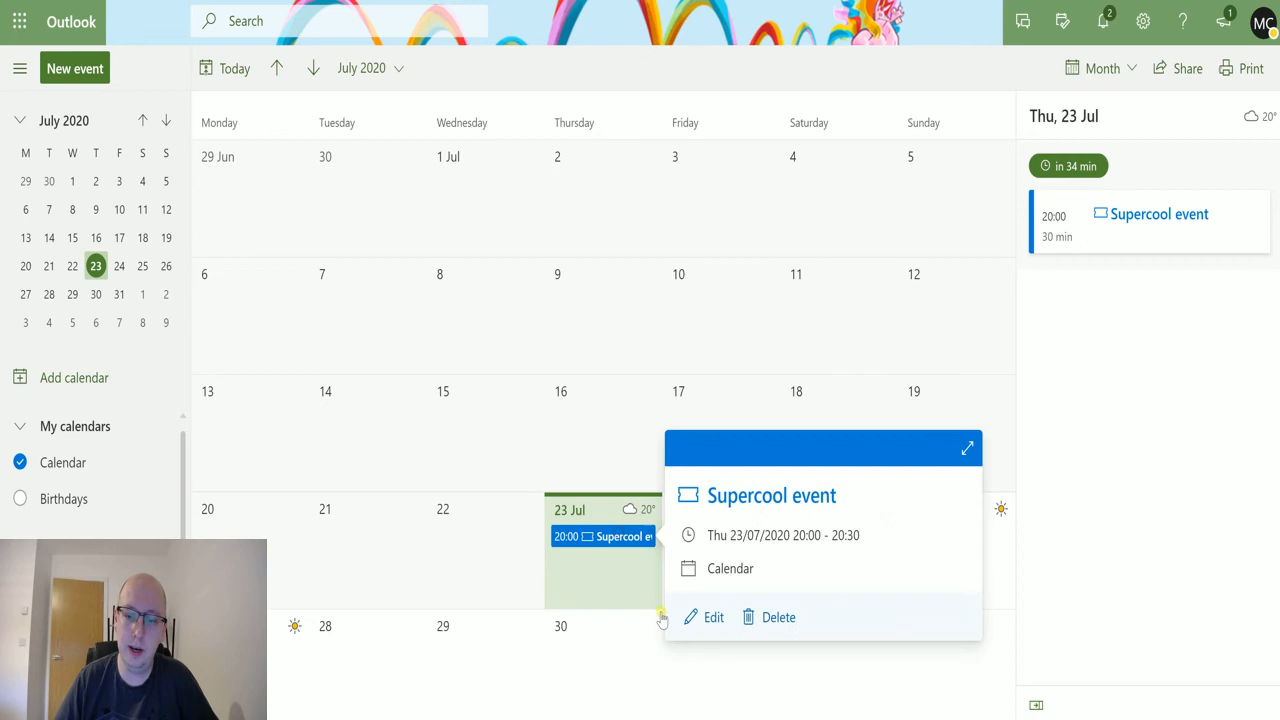 Outlook
Search
2
1
MC
New event
Today
July 2020
Month
Share
Print
July 2020
M T W T F S S
29 30 1 2 3 4 5
6 7 8 9 10 11 12
13 14 15 16 17 18 19
20 21 22 23 24 25 26
27 28 29 30 31 1 2
3 4 5 6 7 8 9
Add calendar
My calendars
Calendar
Birthdays
Monday Tuesday Wednesday Thursday Friday Saturday Sunday
29 Jun 30 1 Jul 2 3 4 5
6 7 8 9 10 11 12
13 14 15 16 17 18 19
20 21 22 23 Jul 20°
20:00 Supercool ev
28 29 30
Supercool event
Thu 23/07/2020 20:00 - 20:30
Calendar
Edit Delete
Thu, 23 Jul 20°
in 34 min
20:00 Supercool event
30 min